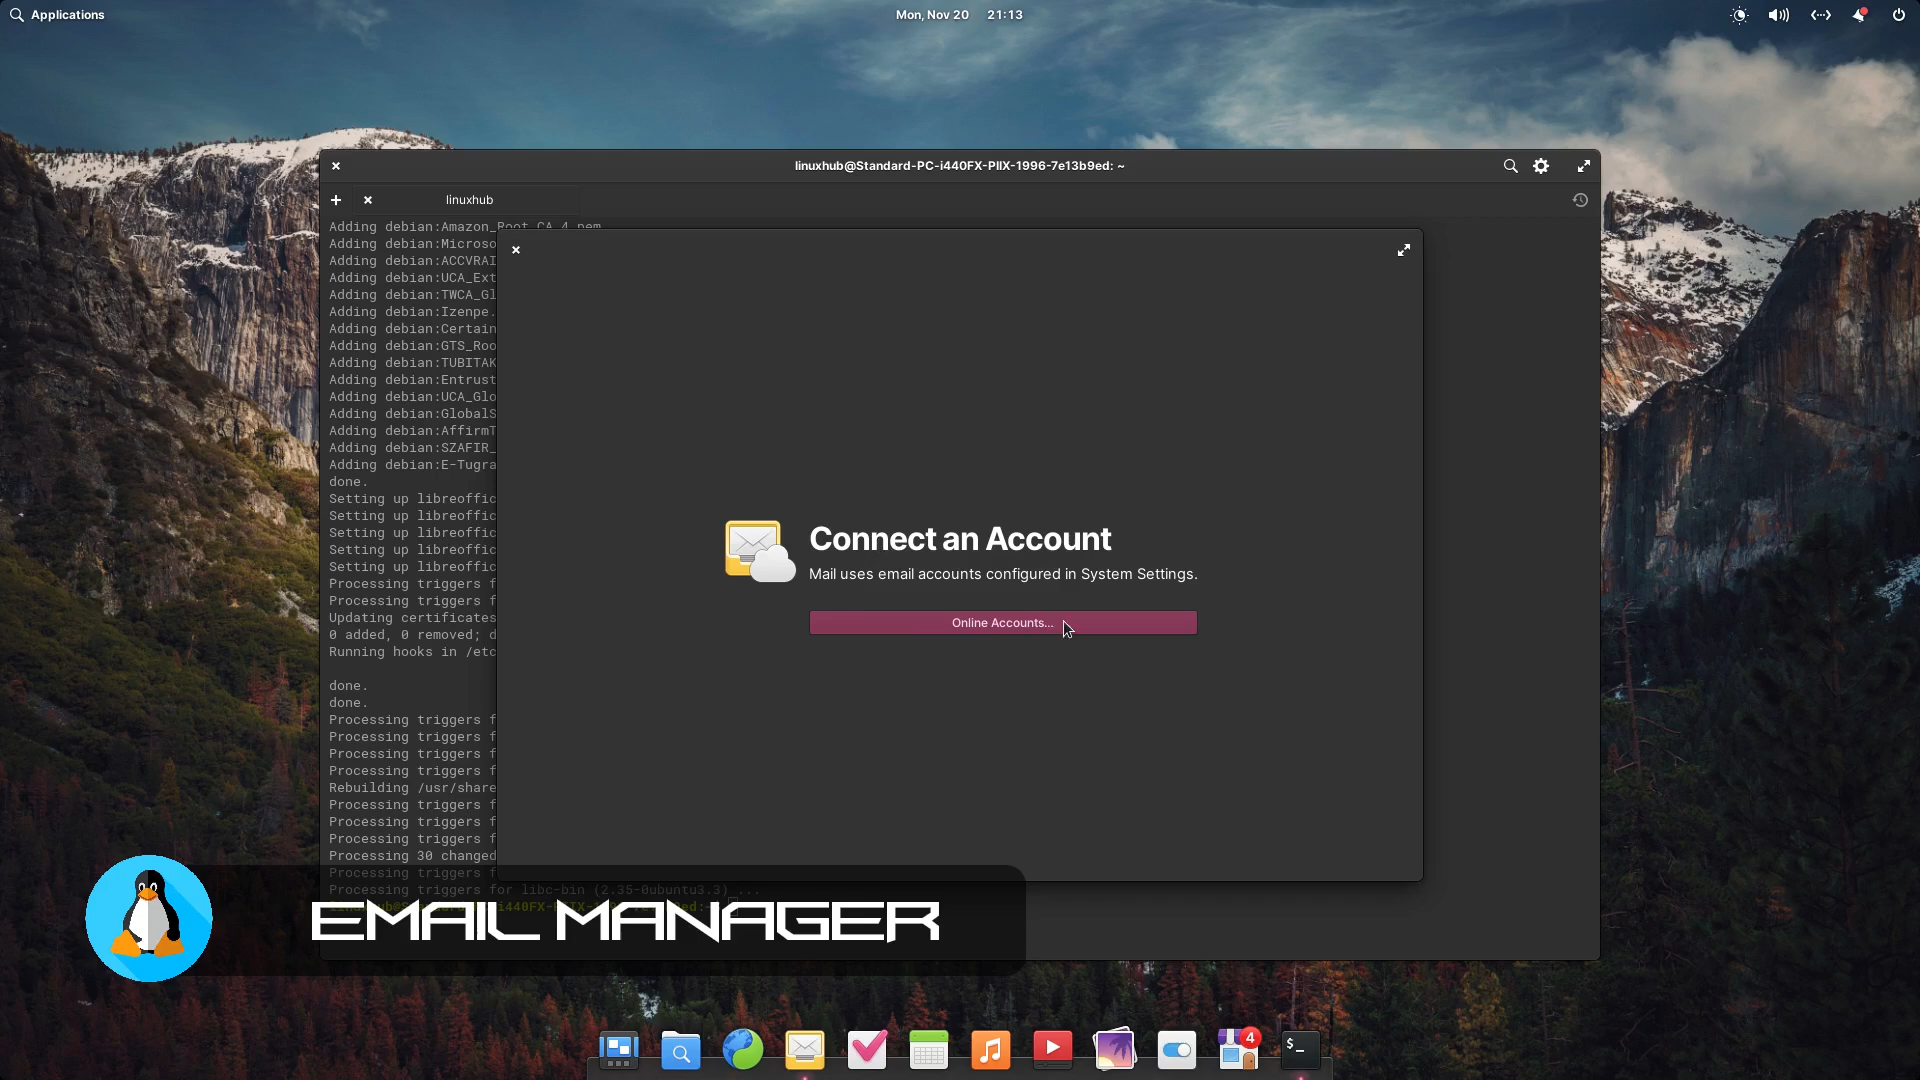 Applications
Mon, Nov 20 21:13
linuxhub@Standard-PC-i440FX-PIIX-1996-7e13b9ed: ~
linuxhub
Adding debian:Amazon_Root_CA_4.pem
Adding debian:Microso
Adding debian:ACCVRAI
Adding debian:UCA_Ext
Adding debian:TWCA_Gl
Adding debian:Izenpe.
Adding debian:Certain
Adding debian:GTS_Roo
Adding debian:TUBITAK
Adding debian:Entrust
Adding debian:UCA_Glo
Adding debian:GlobalS
Adding debian:AffirmT
Adding debian:SZAFIR_
Adding debian:E-Tugra
done.
Setting up libreoffic
Setting up libreoffic
Setting up libreoffic
Setting up libreoffic
Setting up libreoffic
Processing triggers f
Processing triggers f
Updating certificates
0 added, 0 removed; d
Running hooks in /etc
done.
done.
Processing triggers f
Processing triggers f
Processing triggers f
Processing triggers f
Rebuilding /usr/share
Processing triggers f
Processing triggers f
Processing triggers f
Processing 30 changed
Processing triggers f
Processing triggers for libc-bin (2.35-0ubuntu3.3) ...
Connect an Account
Mail uses email accounts configured in System Settings.
Online Accounts...
EMAIL MANAGER
4
$_